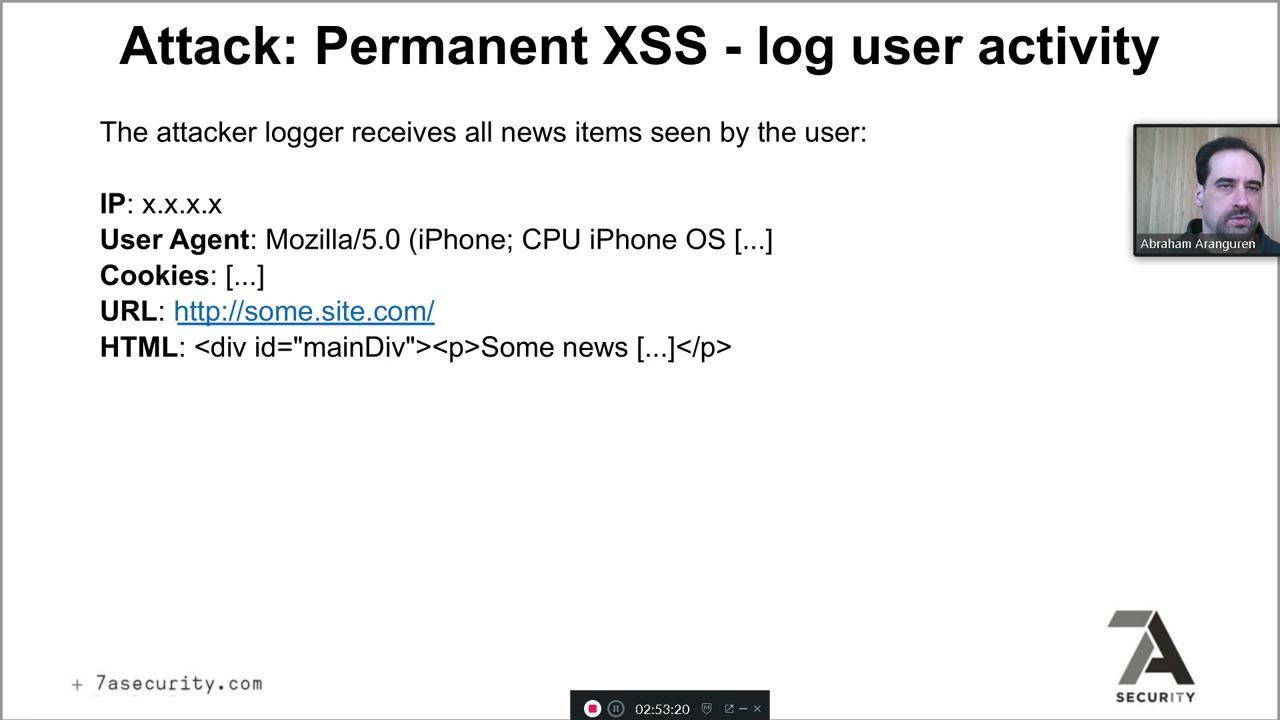 Attack: Permanent XSS - log user activity
The attacker logger receives all news items seen by the user:
IP: x.x.x.x
User Agent: Mozilla/5.0 (iPhone; CPU iPhone OS [...]
Cookies: [...]
URL: http://some.site.com/
HTML: <div id="mainDiv"><p>Some news [...]</p>
Abraham Aranguren
7A
SECURITY
+ 7asecurity.com
02:53:20